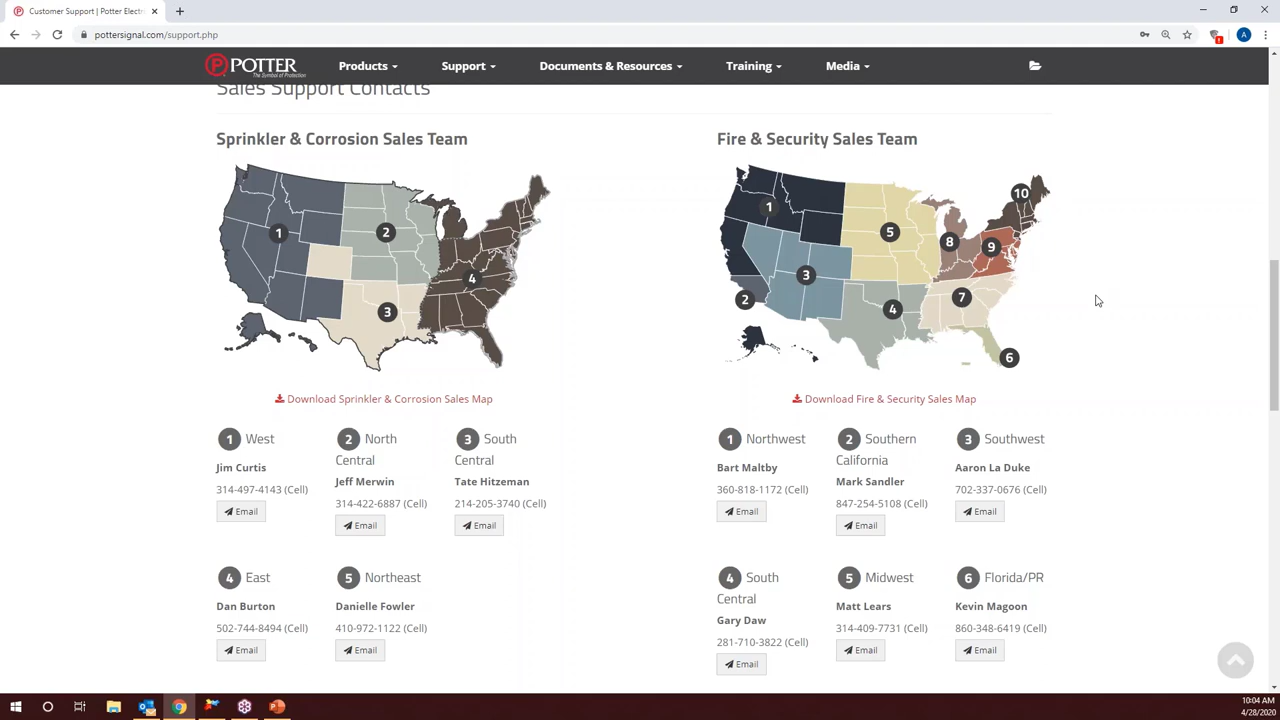 Customer Support | Potter Electr
pottersignal.com/support.php
A
POTTER
The Symbol of Protection
Products
Support
Documents & Resources
Training
Media
Sales Support Contacts
Sprinkler & Corrosion Sales Team
1
2
3
4
Download Sprinkler & Corrosion Sales Map
1 West
Jim Curtis
314-497-4143 (Cell)
Email
2 North
Central
Jeff Merwin
314-422-6887 (Cell)
Email
3 South
Central
Tate Hitzeman
214-205-3740 (Cell)
Email
4 East
Dan Burton
502-744-8494 (Cell)
Email
5 Northeast
Danielle Fowler
410-972-1122 (Cell)
Email
Fire & Security Sales Team
1
2
3
4
5
6
7
8
9
10
Download Fire & Security Sales Map
1 Northwest
Bart Maltby
360-818-1172 (Cell)
Email
2 Southern
California
Mark Sandler
847-254-5108 (Cell)
Email
3 Southwest
Aaron La Duke
702-337-0676 (Cell)
Email
4 South
Central
Gary Daw
281-710-3822 (Cell)
Email
5 Midwest
Matt Lears
314-409-7731 (Cell)
Email
6 Florida/PR
Kevin Magoon
860-348-6419 (Cell)
Email
10:04 AM
4/28/2020